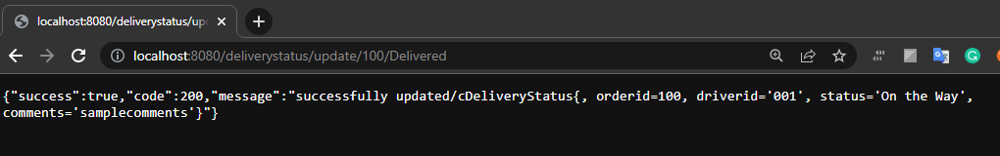 localhost:8080/deliverystatus/upd
localhost:8080/deliverystatus/update/100/Delivered
{"success":true,"code":200,"message":"successfully updated/cDeliveryStatus{, orderid=100, driverid='001', status='On the Way',
comments='samplecomments'}"}